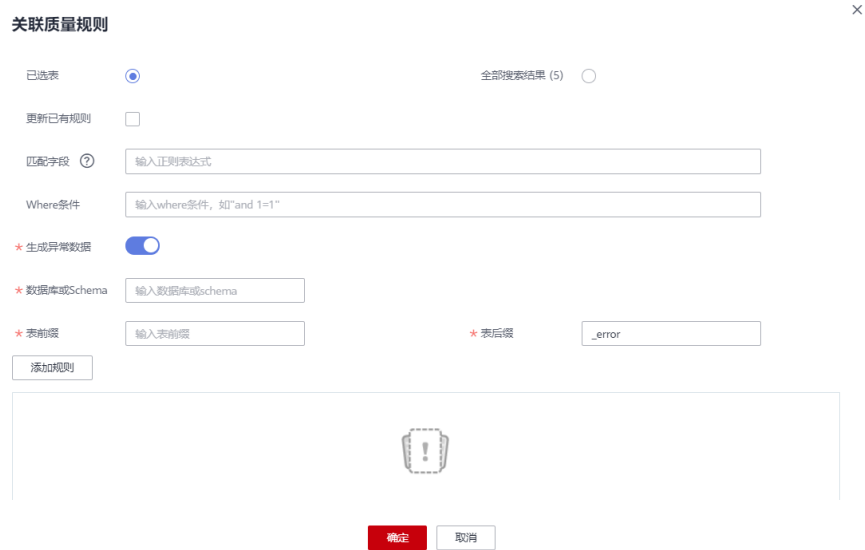 关联质量规则
已选表 全部搜索结果 (5)
更新已有规则
匹配字段 ? 输入正则表达式
Where条件 输入where条件，如"and 1=1"
* 生成异常数据
* 数据库或Schema 输入数据库或schema
* 表前缀 输入表前缀 * 表后缀 _error
添加规则
确定 取消